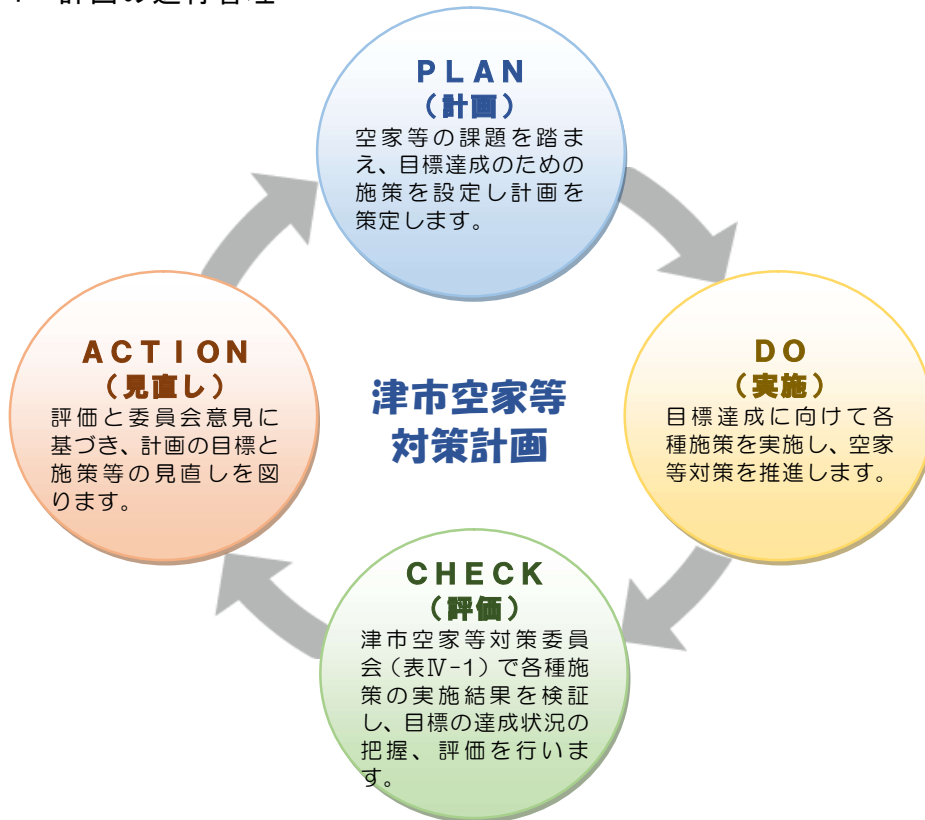 計画の進行管理
PLAN
（計画）
空家等の課題を踏ま
え、目標達成のための
施策を設定し計画を
策定します。
ACTION
（見直し）
評価と委員会意見に
基づき、計画の目標と
施策等の見直しを図
ります。
津市空家等
対策計画
DO
（実施）
目標達成に向けて各
種施策を実施し、空家
等対策を推進します。
CHECK
（評価）
津市空家等対策委員
会（表Ⅳ-1）で各種施
策の実施結果を検証
し、目標の達成状況の
把握、評価を行いま
す。